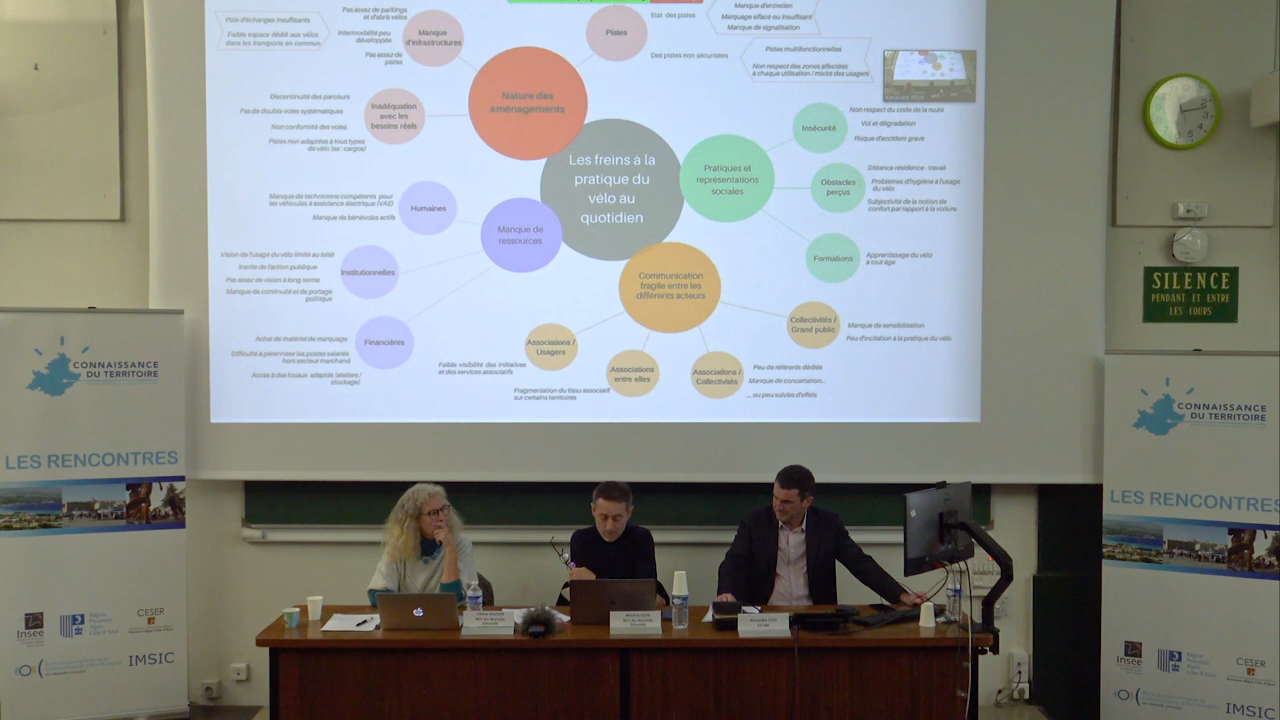 Pôle d'échanges insuffisants
Faible espace dédié aux vélos
dans les transports en commun
Pas assez de parkings
et d'abris vélos
Intermodalité peu
développée
Pas assez de
pistes
Manque
d'infrastructures
Pistes
Etat des pistes
Des pistes non sécurisées
Manque d'entretien
Marquage effacé ou insuffisant
Manque de signalisation
Pistes multifonctionnelles
Non respect des zones affectées
à chaque utilisation / mixité des usagers
Nature des
aménagements
Discontinuité des parcours
Pas de double voies systématiques
Non conformité des voies
Pistes non adaptées à tous types
de vélo (ex : cargos)
Inadéquation
avec les
besoins réels
Les freins à la
pratique du
vélo au
quotidien
Pratiques et
représentations
sociales
Insécurité
Non respect du code de la route
Vol et dégradation
Risque d'accident grave
Obstacles
perçus
Distance résidence - travail
Problèmes d'hygiène à l'usage
du vélo
Subjectivité de la notion de
confort par rapport à la voiture
Formations
Apprentissage du vélo
à tout âge
Manque de techniciens compétents pour
les véhicules à assistance électrique (VAE)
Manque de bénévoles actifs
Humaines
Manque de
ressources
Vision de l'usage du vélo limité au loisir
Inertie de l'action publique
Pas assez de vision à long terme
Manque de continuité et de portage
politique
Institutionnelles
Achat de matériel de marquage
Difficulté à pérenniser les postes salariés
hors secteur marchand
Accès à des locaux adaptés (ateliers /
stockage)
Financières
Communication
fragile entre les
différents acteurs
Collectivités /
Grand public
Manque de sensibilisation
Peu d'incitation à la pratique du vélo
Associations /
Usagers
Faible visibilité des initiatives
et des services associatifs
Associations
entre elles
Fragmentation du tissu associatif
sur certains territoires
Associations /
Collectivités
Peu de référents dédiés
Manque de concertation...
... ou peu suivies d'effets
SILENCE
PENDANT ET ENTRE
LES COURS
CONNAISSANCE
DU TERRITOIRE
LES RENCONTRES
Insee
CESER
IMSIC
CONNAISSANCE
DU TERRITOIRE
LES RENCONTRES
Insee
CESER
IMSIC